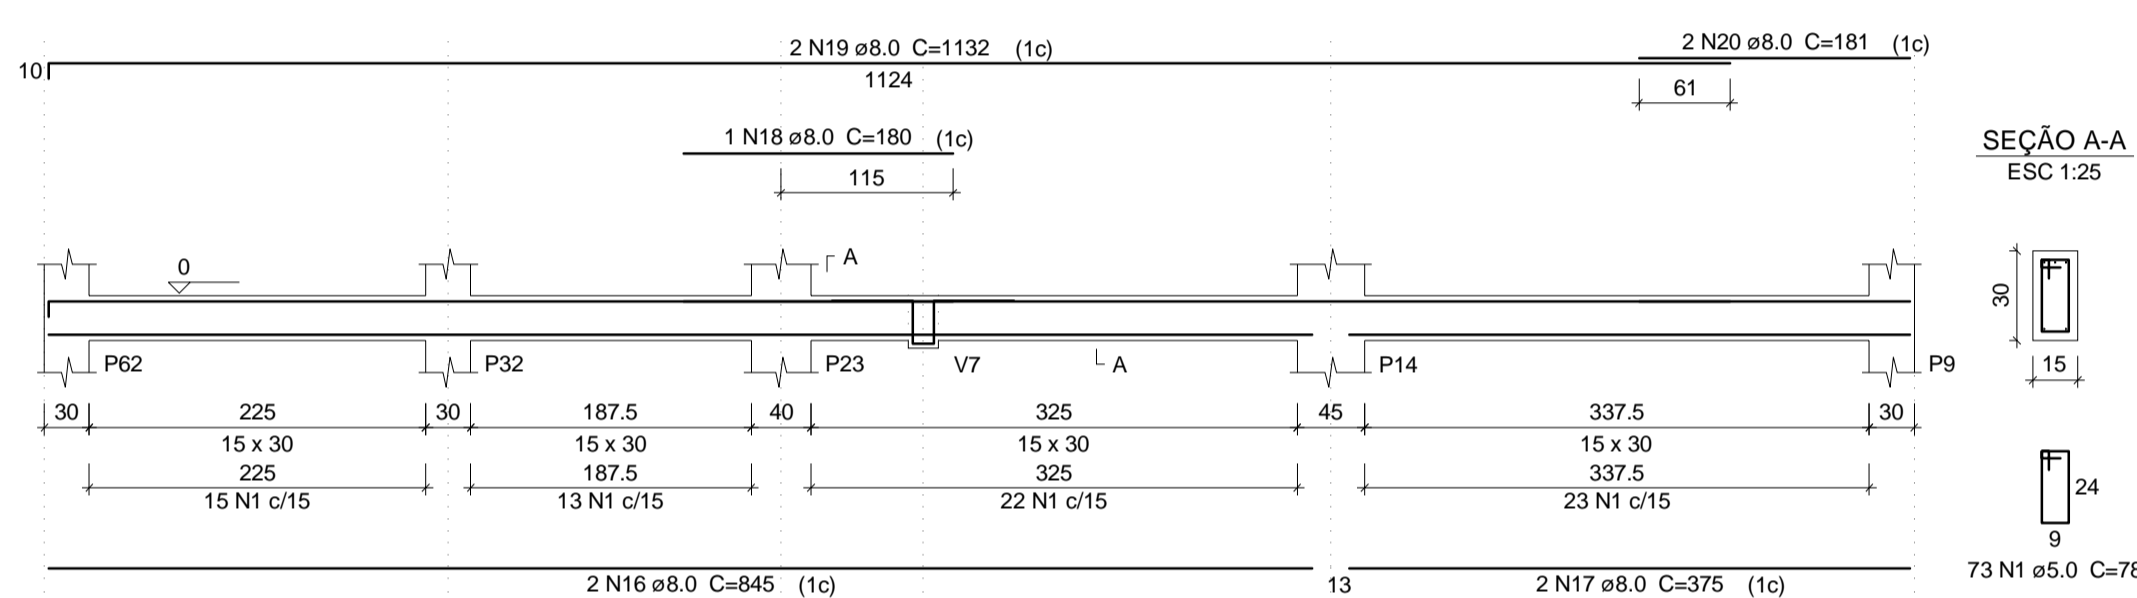 2 N19 ø8.0 C=1132 (1c)
2 N20 ø8.0 C=181 (1c)
10
1124
61
1 N18 ø8.0 C=180 (1c)
115
SEÇÃO A-A
ESC 1:25
0
A
30
P62
P32
P23
V7
A
P14
P9
15
30 225 30 187.5 40 325 45 337.5 30
15 x 30 15 x 30 15 x 30 15 x 30
225 187.5 325 337.5
15 N1 c/15 13 N1 c/15 22 N1 c/15 23 N1 c/15
24
9
2 N16 ø8.0 C=845 (1c)
13
2 N17 ø8.0 C=375 (1c)
73 N1 ø5.0 C=78